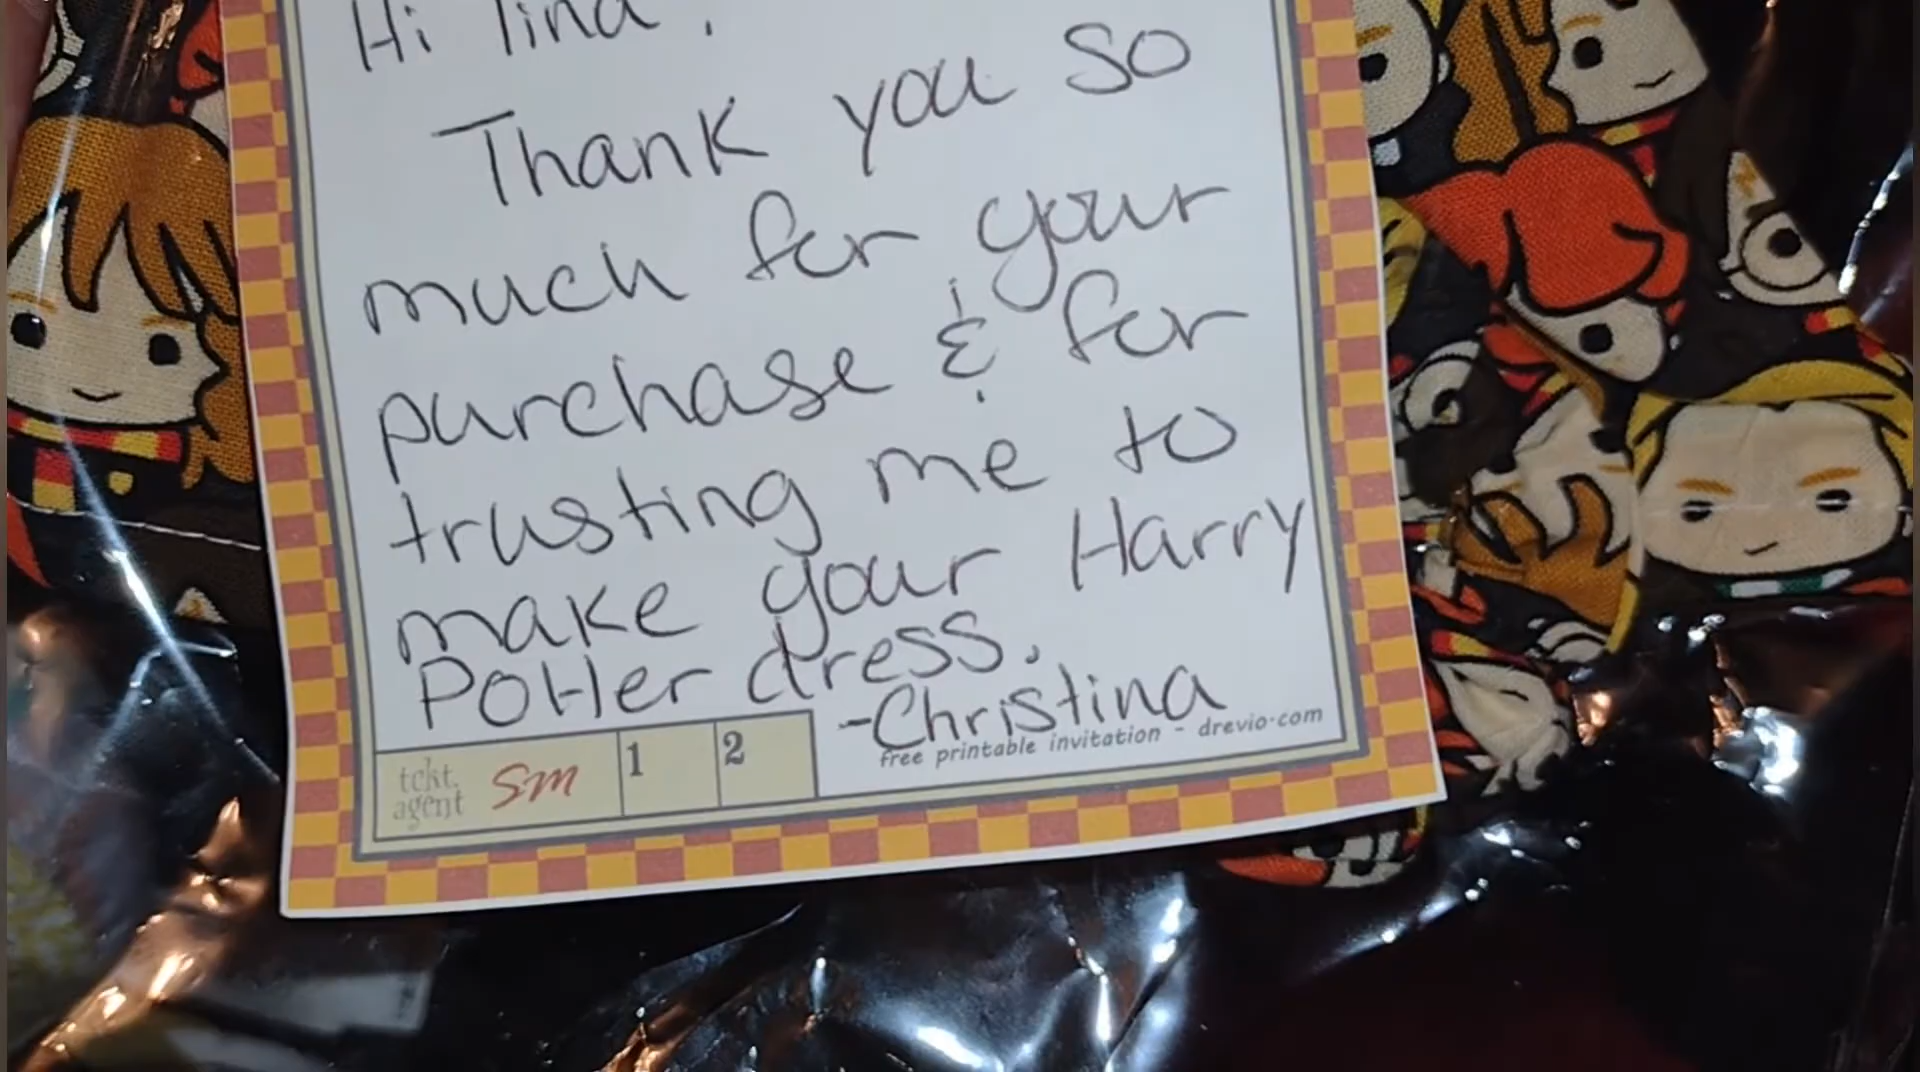 Hi Tina,
Thank you so
much for your
purchase & for
trusting me to
make your Harry
Potter dress.
-Christina
free printable invitation - drevio.com
tckt. agent SM 1 2